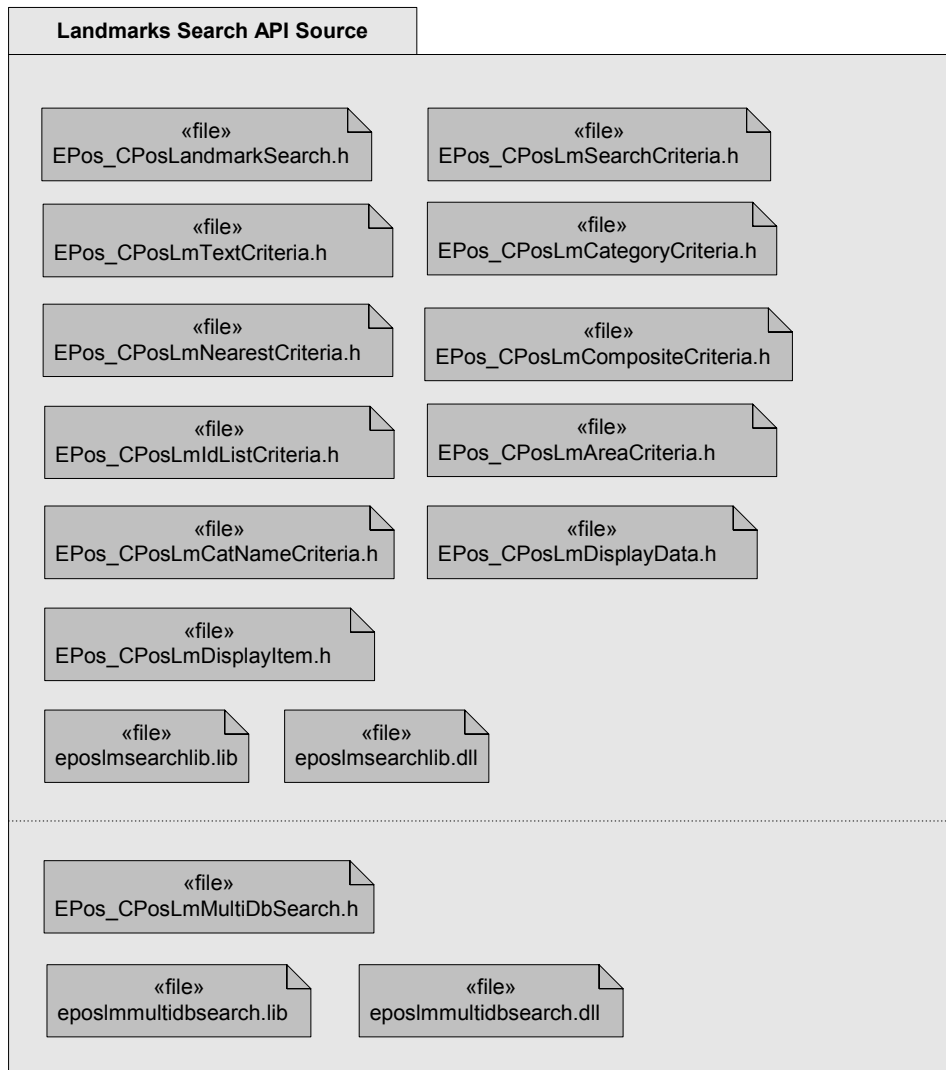 Landmarks Search API Source
«file»
EPos_CPosLandmarkSearch.h
«file»
EPos_CPosLmSearchCriteria.h
«file»
EPos_CPosLmTextCriteria.h
«file»
EPos_CPosLmCategoryCriteria.h
«file»
EPos_CPosLmNearestCriteria.h
«file»
EPos_CPosLmCompositeCriteria.h
«file»
EPos_CPosLmIdListCriteria.h
«file»
EPos_CPosLmAreaCriteria.h
«file»
EPos_CPosLmCatNameCriteria.h
«file»
EPos_CPosLmDisplayData.h
«file»
EPos_CPosLmDisplayItem.h
«file»
eposlmsearchlib.lib
«file»
eposlmsearchlib.dll
«file»
EPos_CPosLmMultiDbSearch.h
«file»
eposlmmultidbsearch.lib
«file»
eposlmmultidbsearch.dll